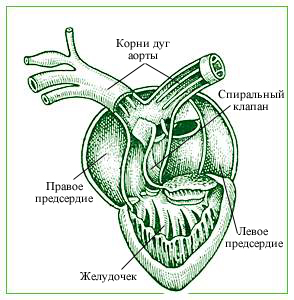 Корни дуг
аорты
Спиральный
клапан
Правое
предсердие
Левое
предсердие
Желудочек